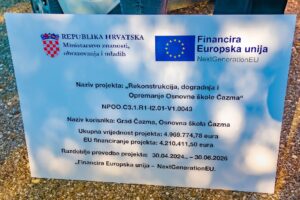 REPUBLIKA HRVATSKA
Ministarstvo znanosti,
obrazovanja i mladih
Financira
Europska unija
NextGenerationEU
Naziv projekta: „Rekonstrukcija, dogradnja i
Opremanje Osnovne škole Čazma"
NPOO.C3.1.R1-I2.01-V1.0043
Naziv korisnika: Grad Čazma, Osnovna škola Čazma
Ukupna vrijednost projekta: 4.969.774,78 eura
EU financiranje projekta: 4.210.411,50 eura
Razdoblje provedbe projekta: 30.04.2024.. – 30.06.2026
„Financira Europska unija – NextGenerationEU.